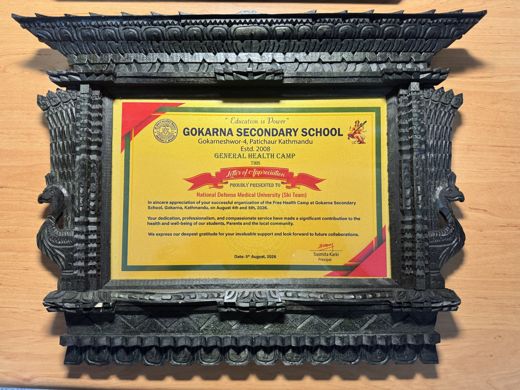 " Education is Power"
GOKARNA SECONDARY SCHOOL
Gokarneshwor-4, Patichaur Kathmandu
Estd. 2008
GENERAL HEALTH CAMP
THIS
Letter of Appreciation
PROUDLY PRESENTED TO
National Defense Medical University (Ski Team)
In sincere appreciation of your successful organization of the Free Health Camp at Gokarna Secondary
School, Gokarna, Kathmandu, on August 4th and 5th, 2026.
Your dedication, professionalism, and compassionate service have made a significant contribution to the
health and well-being of our students, Parents and the local community.
We express our deepest gratitude for your invaluable support and look forward to future collaborations.
Date: 5th August, 2026
Susmita Karki
Principal